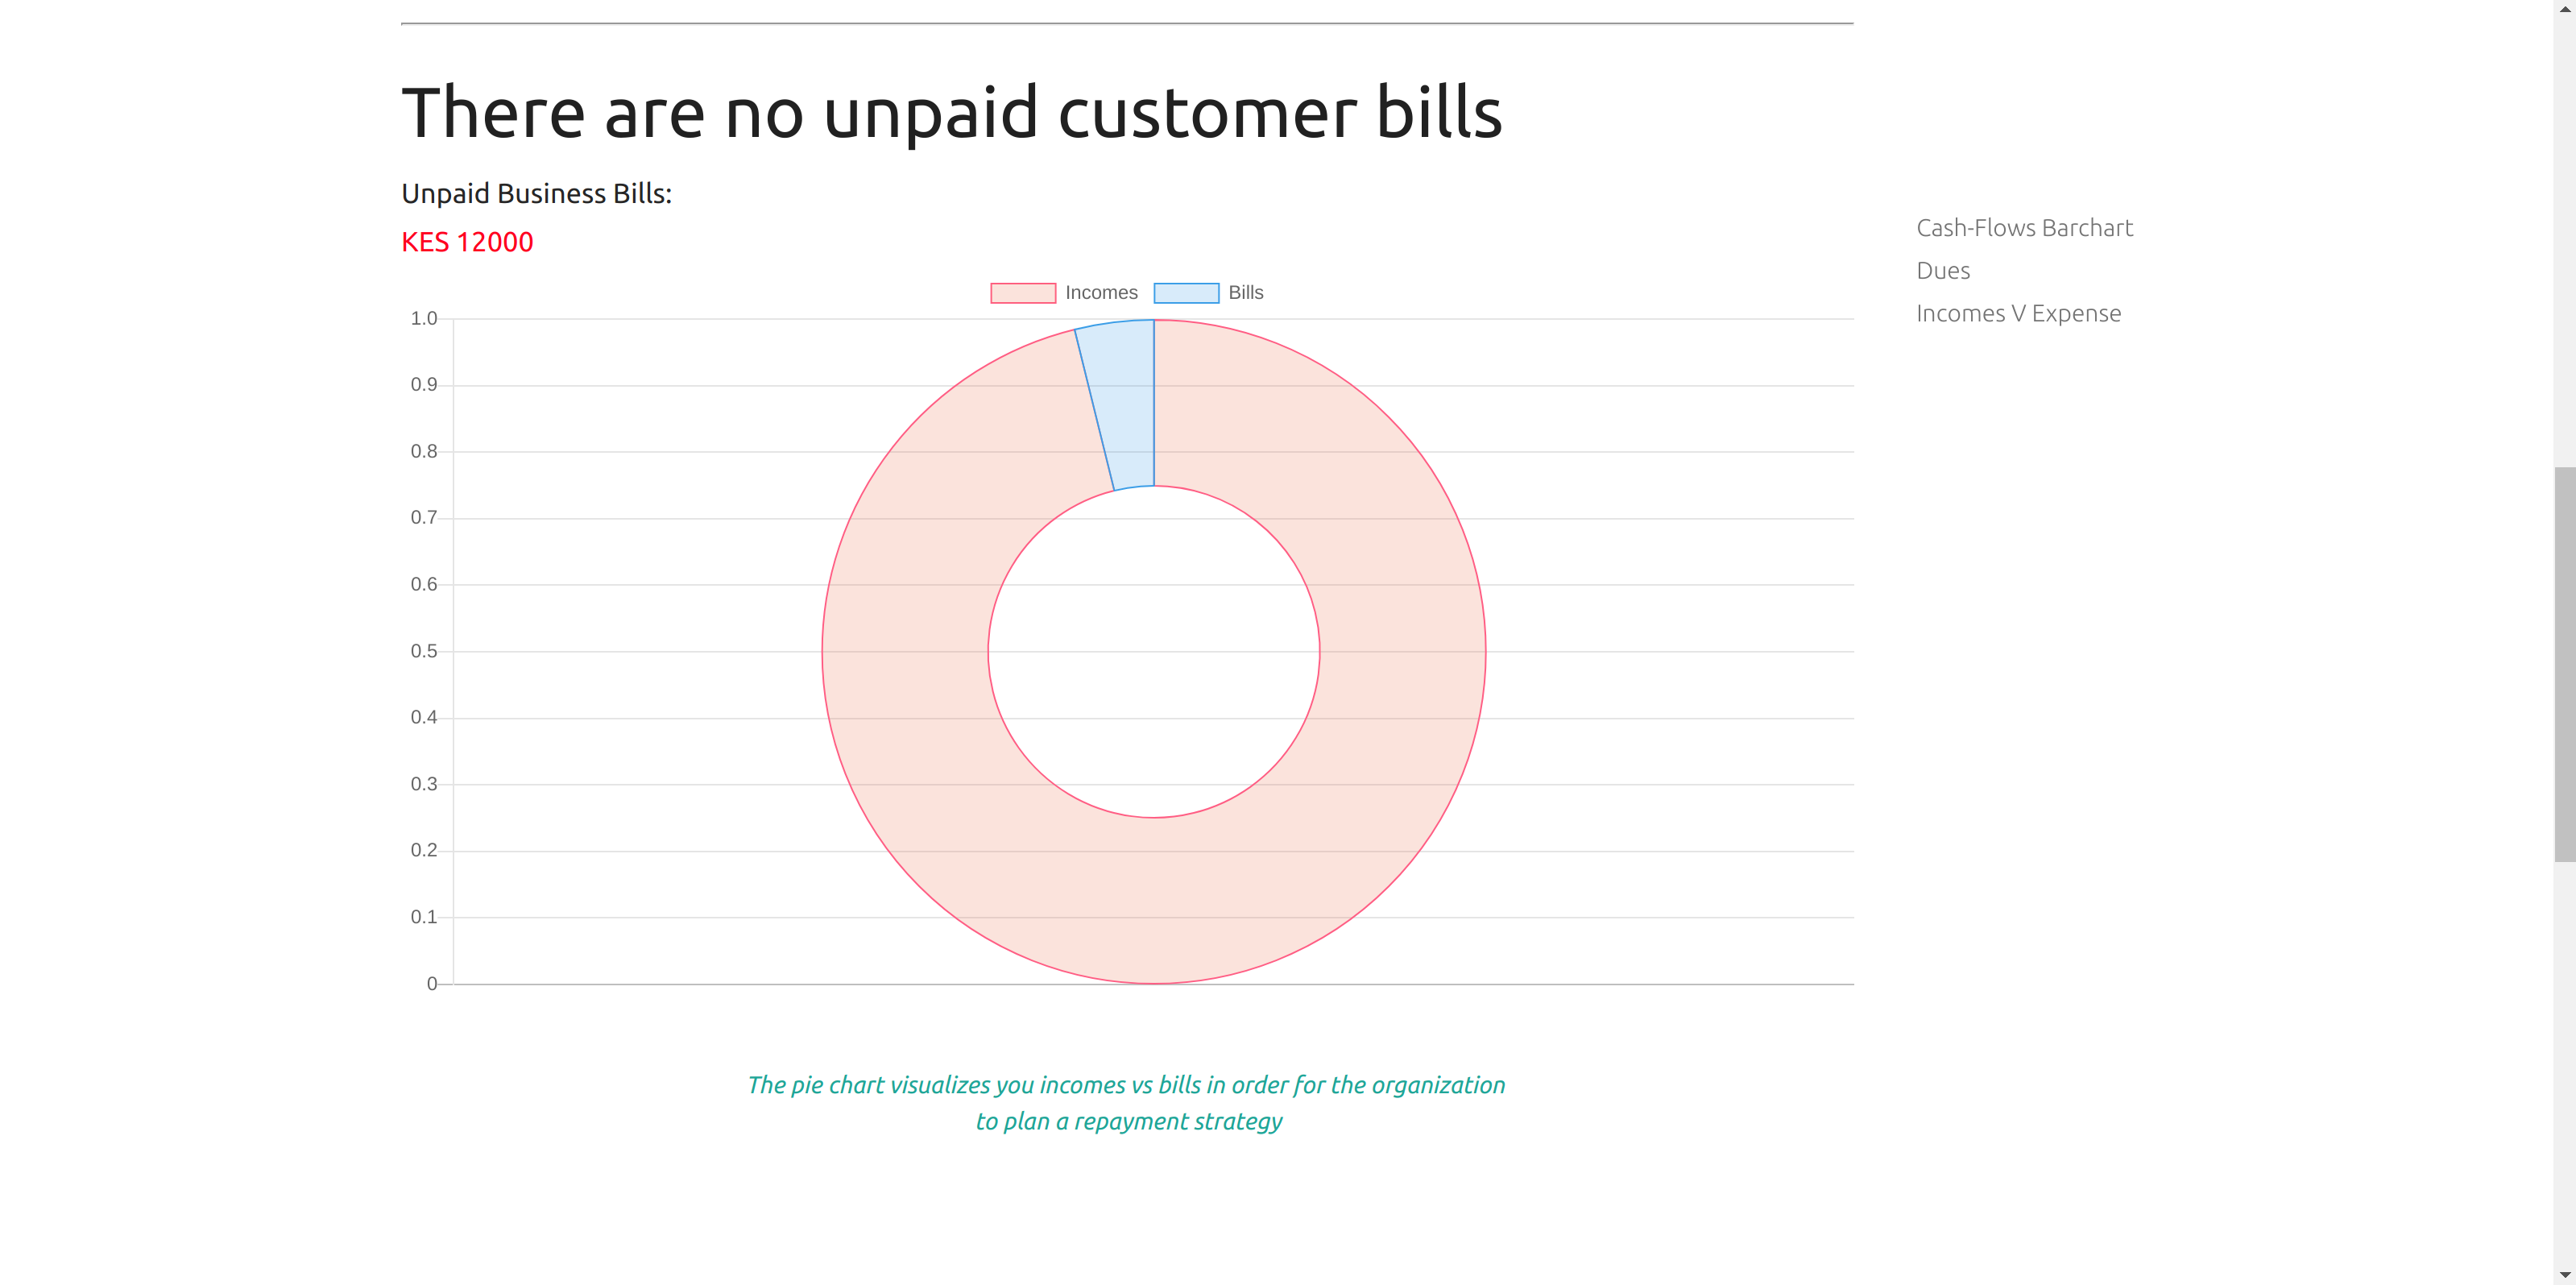 There are no unpaid customer bills
Unpaid Business Bills:
KES 12000
Cash-Flows Barchart
Dues
Incomes V Expense
Incomes Bills
1.0
0.9
0.8
0.7
0.6
0.5
0.4
0.3
0.2
0.1
0
The pie chart visualizes you incomes vs bills in order for the organization
to plan a repayment strategy